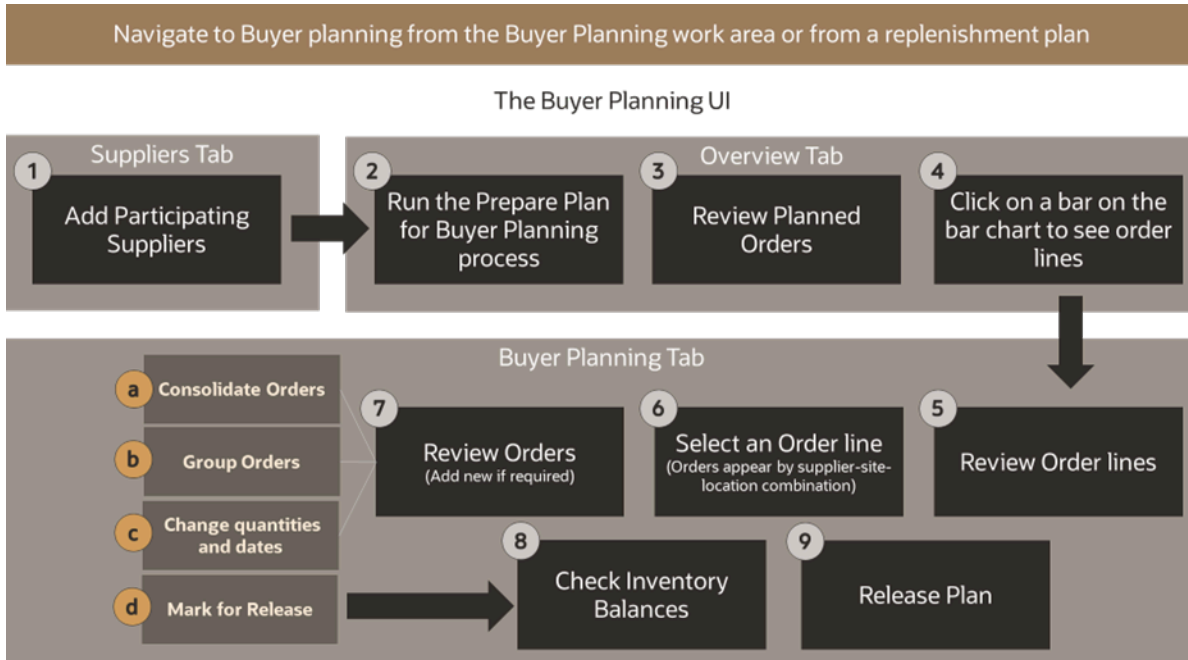 Navigate to Buyer planning from the Buyer Planning work area or from a replenishment plan
The Buyer Planning UI
Suppliers Tab
1
Add Participating
Suppliers
Overview Tab
2
Run the Prepare Plan
for Buyer Planning
process
3
Review Planned
Orders
4
Click on a bar on the
bar chart to see order
lines
Buyer Planning Tab
5
Review Order lines
6
Select an Order line
(Orders appear by supplier-site-
location combination)
7
Review Orders
(Add new if required)
a
Consolidate Orders
b
Group Orders
c
Change quantities
and dates
d
Mark for Release
8
Check Inventory
Balances
9
Release Plan